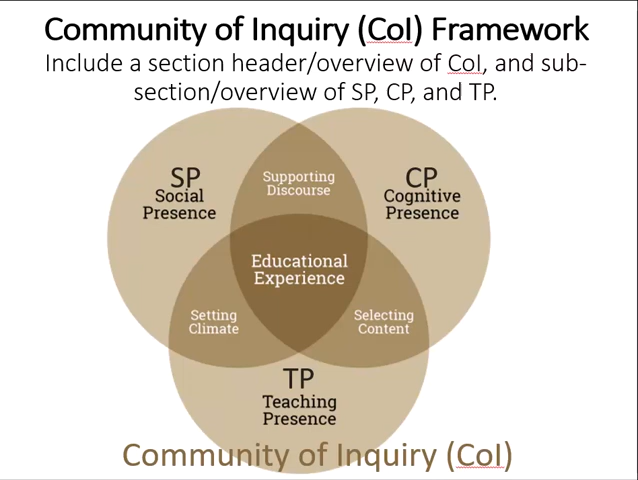 Community of Inquiry (CoI) Framework
Include a section header/overview of CoI, and sub-
section/overview of SP, CP, and TP.
SP
Social
Presence
Supporting
Discourse
CP
Cognitive
Presence
Educational
Experience
Setting
Climate
Selecting
Content
TP
Teaching
Presence
Community of Inquiry (CoI)